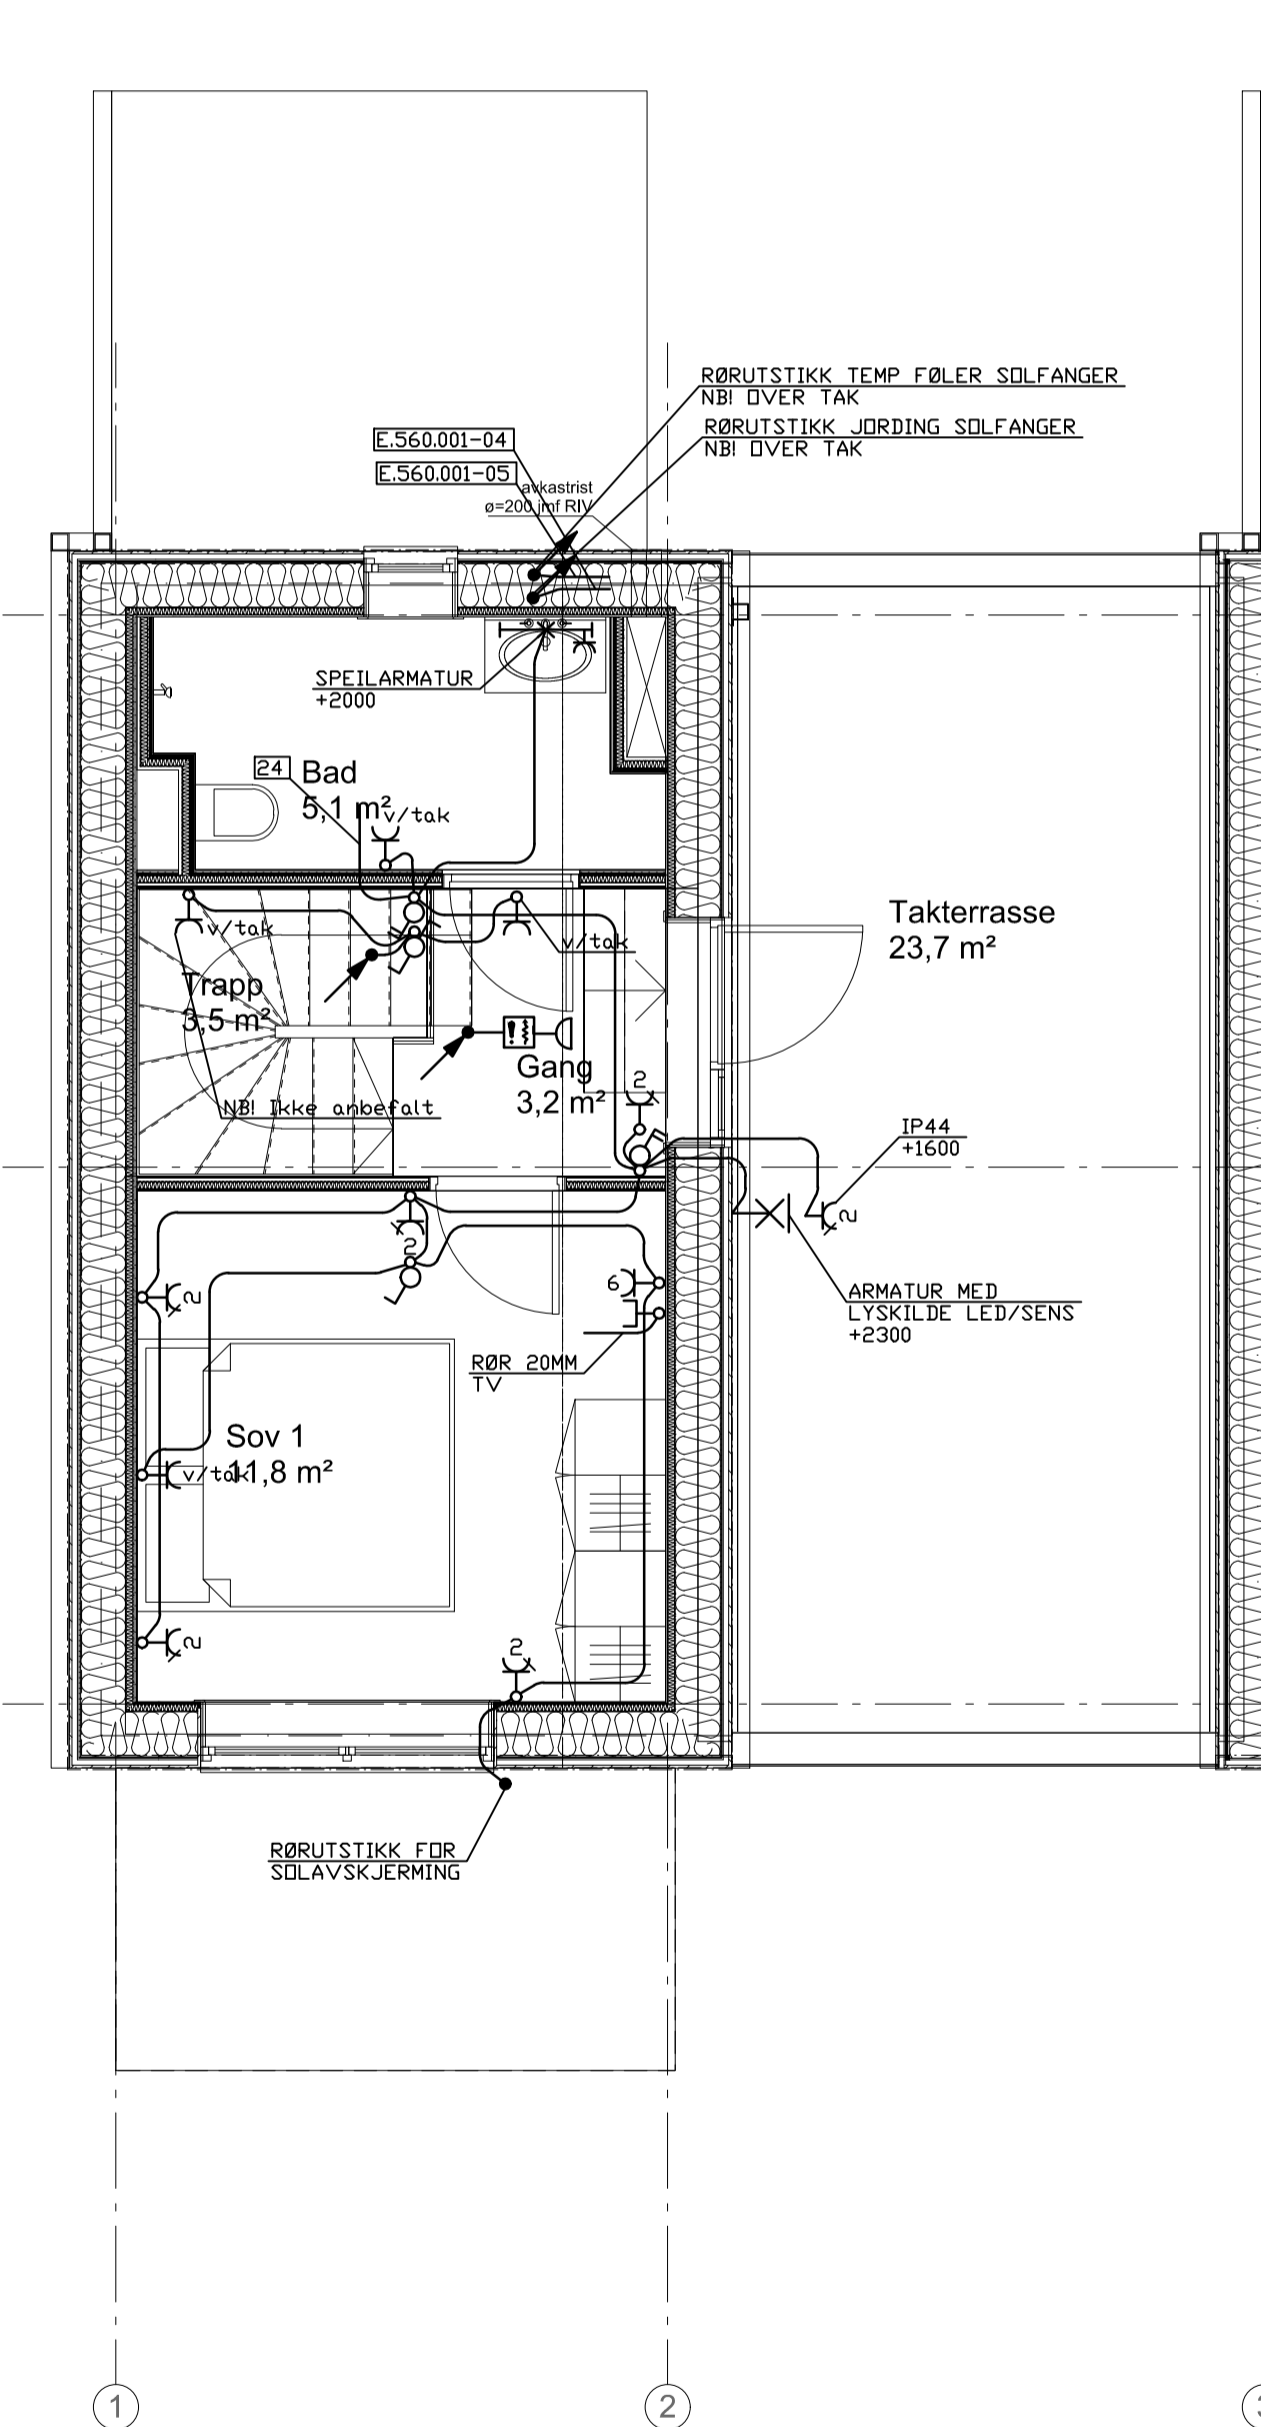 RØRUTSTIKK TEMP FØLER SOLFANGER
NB! OVER TAK
RØRUTSTIKK JORDING SOLFANGER
NB! OVER TAK
E.560.001-04
E.560.001-05
avkastrist
ø=200 jmf RIV
SPEILARMATUR
+2000
24
Bad
5,1 m²
v/tak
v/tak
v/tak
Trapp
3,5 m²
Gang
3,2 m²
NB! Ikke anbefalt
2
Takterrasse
23,7 m²
IP44
+1600
2
ARMATUR MED
LYSKILDE LED/SENS
+2300
2
2
6
RØR 20MM
TV
Sov 1
11,8 m²
v/tak
2
2
RØRUTSTIKK FOR
SOLAVSKJERMING
1
2